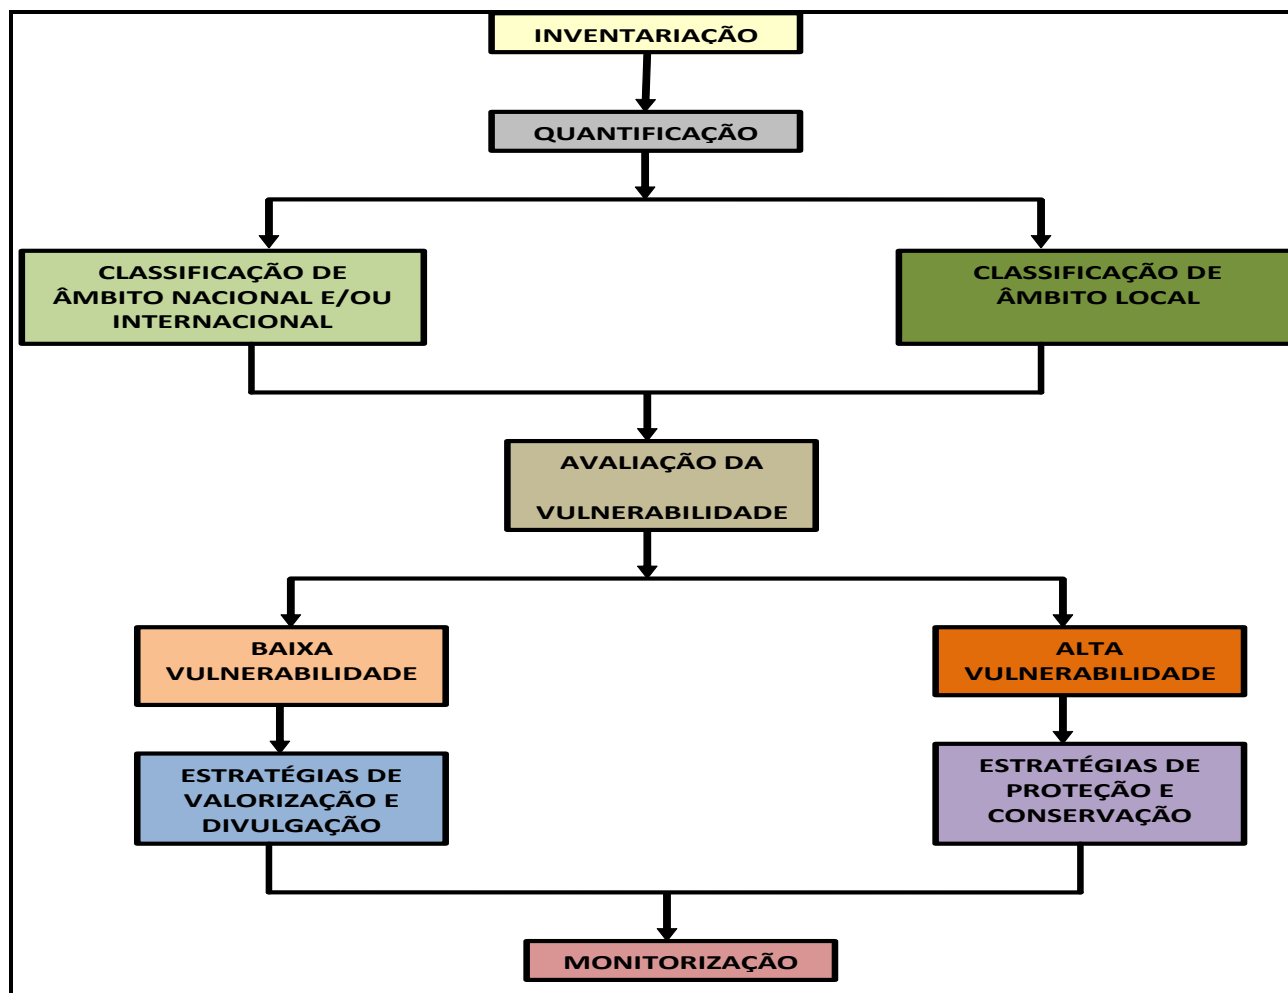 INVENTARIAÇÃO
QUANTIFICAÇÃO
CLASSIFICAÇÃO DE
ÂMBITO NACIONAL E/OU
INTERNACIONAL
CLASSIFICAÇÃO DE
ÂMBITO LOCAL
AVALIAÇÃO DA
VULNERABILIDADE
BAIXA
VULNERABILIDADE
ALTA
VULNERABILIDADE
ESTRATÉGIAS DE
VALORIZAÇÃO E
DIVULGAÇÃO
ESTRATÉGIAS DE
PROTEÇÃO E
CONSERVAÇÃO
MONITORIZAÇÃO